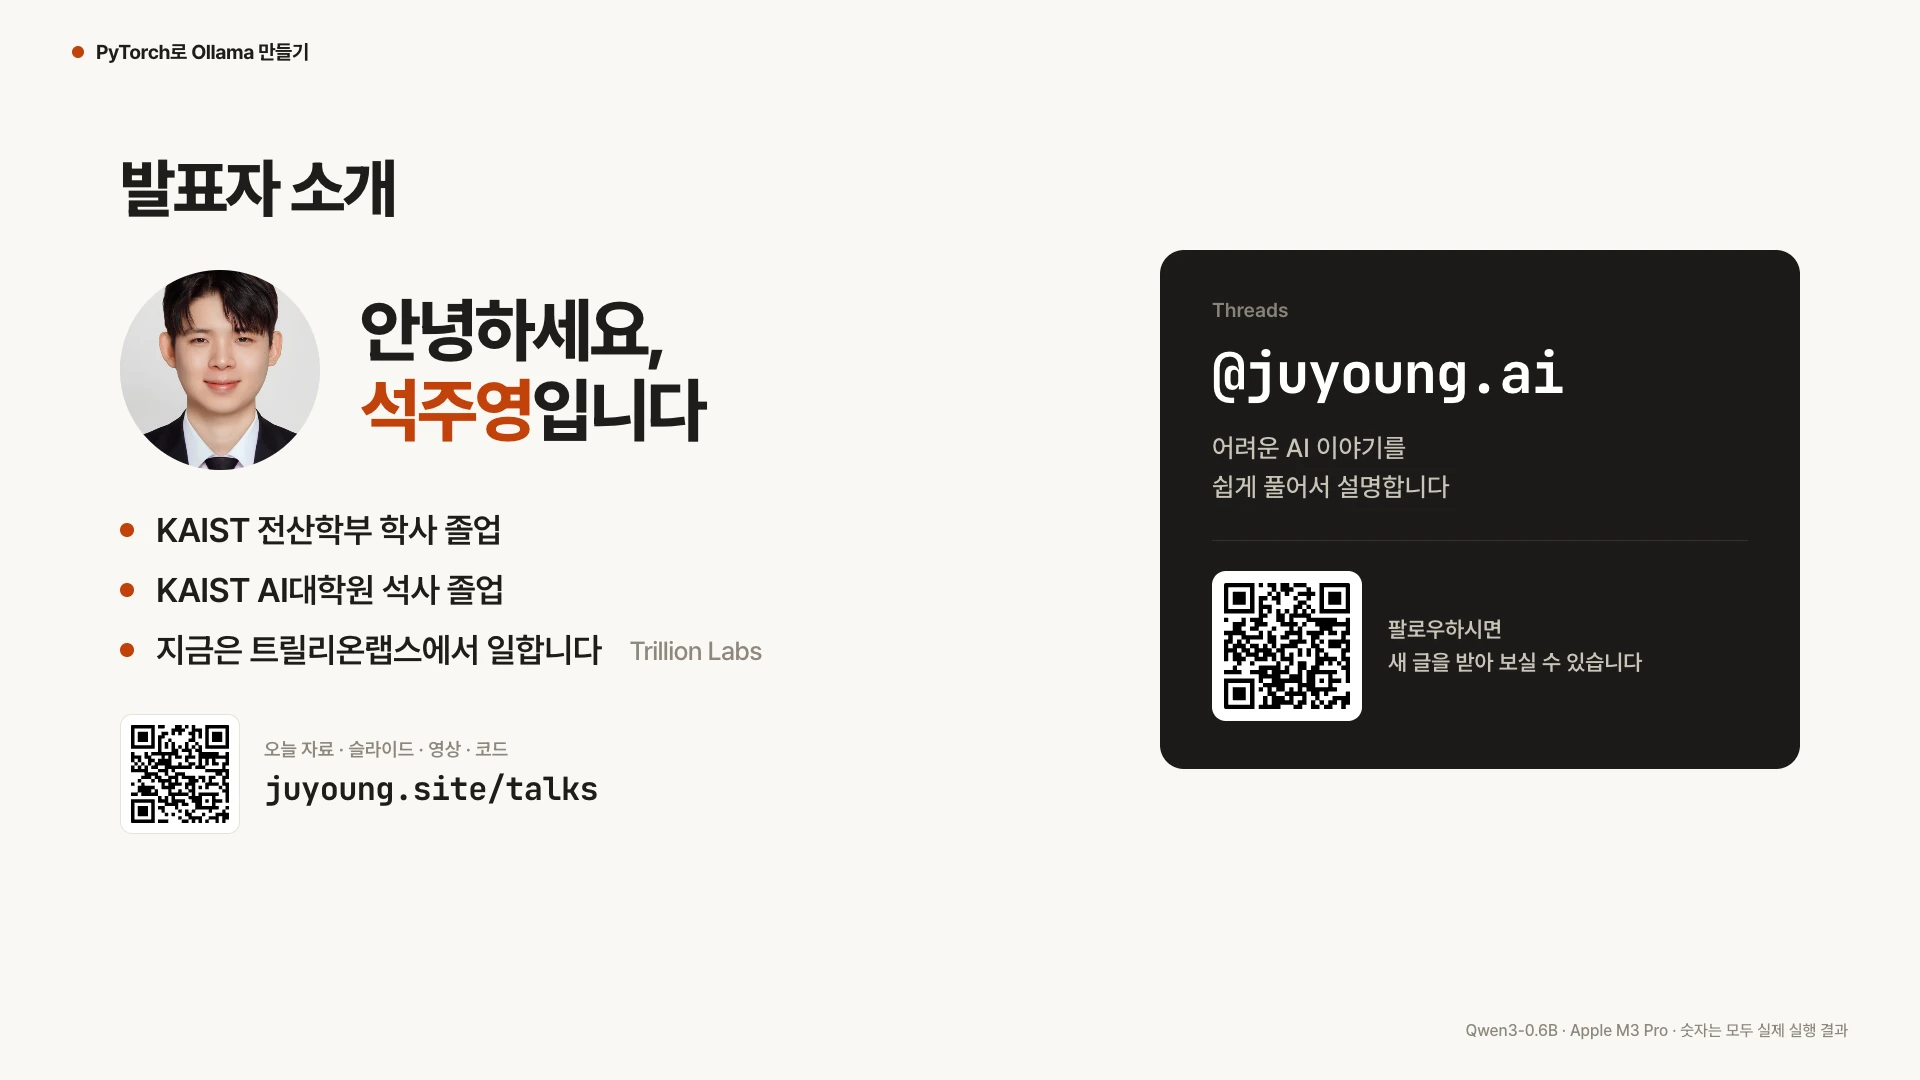 PyTorch로 Ollama 만들기
발표자 소개
안녕하세요,
석주영입니다
KAIST 전산학부 학사 졸업
KAIST AI대학원 석사 졸업
지금은 트릴리온랩스에서 일합니다 Trillion Labs
오늘 자료 · 슬라이드 · 영상 · 코드
juyoung.site/talks
Threads
@juyoung.ai
어려운 AI 이야기를
쉽게 풀어서 설명합니다
팔로우하시면
새 글을 받아 보실 수 있습니다
Qwen3-0.6B · Apple M3 Pro · 숫자는 모두 실제 실행 결과